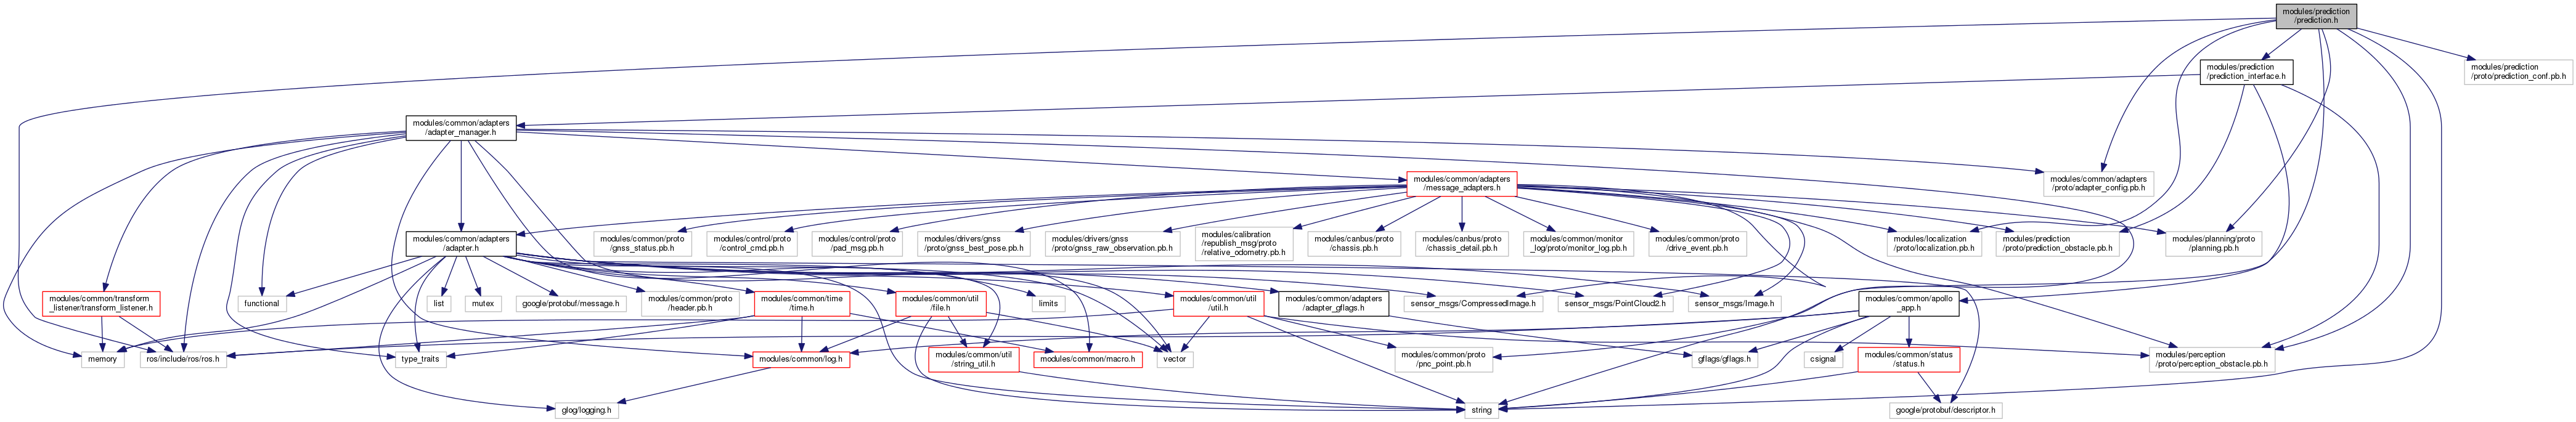 modules/prediction
/prediction.h
modules/prediction
/prediction_interface.h
modules/prediction
/proto/prediction_conf.pb.h
modules/common/adapters
/adapter_manager.h
modules/common/adapters
/message_adapters.h
modules/common/adapters
/proto/adapter_config.pb.h
modules/common/adapters
/adapter.h
modules/common/proto
/gnss_status.pb.h
modules/control/proto
/control_cmd.pb.h
modules/control/proto
/pad_msg.pb.h
modules/drivers/gnss
/proto/gnss_best_pose.pb.h
modules/drivers/gnss
/proto/gnss_raw_observation.pb.h
modules/calibration
/republish_msg/proto
/relative_odometry.pb.h
modules/canbus/proto
/chassis.pb.h
modules/canbus/proto
/chassis_detail.pb.h
modules/common/monitor
_log/proto/monitor_log.pb.h
modules/common/proto
/drive_event.pb.h
modules/localization
/proto/localization.pb.h
modules/prediction
/proto/prediction_obstacle.pb.h
modules/planning/proto
/planning.pb.h
modules/common/transform
_listener/transform_listener.h
functional
list
mutex
google/protobuf/message.h
modules/common/proto
/header.pb.h
modules/common/time
/time.h
modules/common/util
/file.h
limits
modules/common/util
/util.h
modules/common/adapters
/adapter_gflags.h
sensor_msgs/CompressedImage.h
sensor_msgs/PointCloud2.h
sensor_msgs/Image.h
modules/common/apollo
_app.h
memory
ros/include/ros/ros.h
type_traits
modules/common/log.h
modules/common/util
/string_util.h
modules/common/macro.h
vector
modules/common/proto
/pnc_point.pb.h
gflags/gflags.h
csignal
modules/common/status
/status.h
modules/perception
/proto/perception_obstacle.pb.h
glog/logging.h
string
google/protobuf/descriptor.h